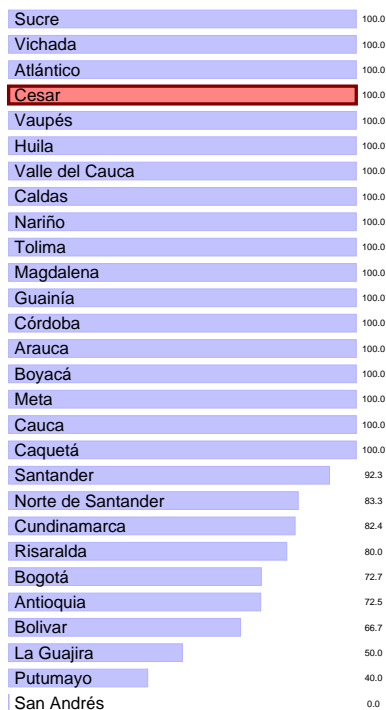 Sucre 100.0
Vichada 100.0
Atlántico 100.0
Cesar 100.0
Vaupés 100.0
Huila 100.0
Valle del Cauca 100.0
Caldas 100.0
Nariño 100.0
Tolima 100.0
Magdalena 100.0
Guainía 100.0
Córdoba 100.0
Arauca 100.0
Boyacá 100.0
Meta 100.0
Cauca 100.0
Caquetá 100.0
Santander 92.3
Norte de Santander 83.3
Cundinamarca 82.4
Risaralda 80.0
Bogotá 72.7
Antioquia 72.5
Bolivar 66.7
La Guajira 50.0
Putumayo 40.0
San Andrés 0.0